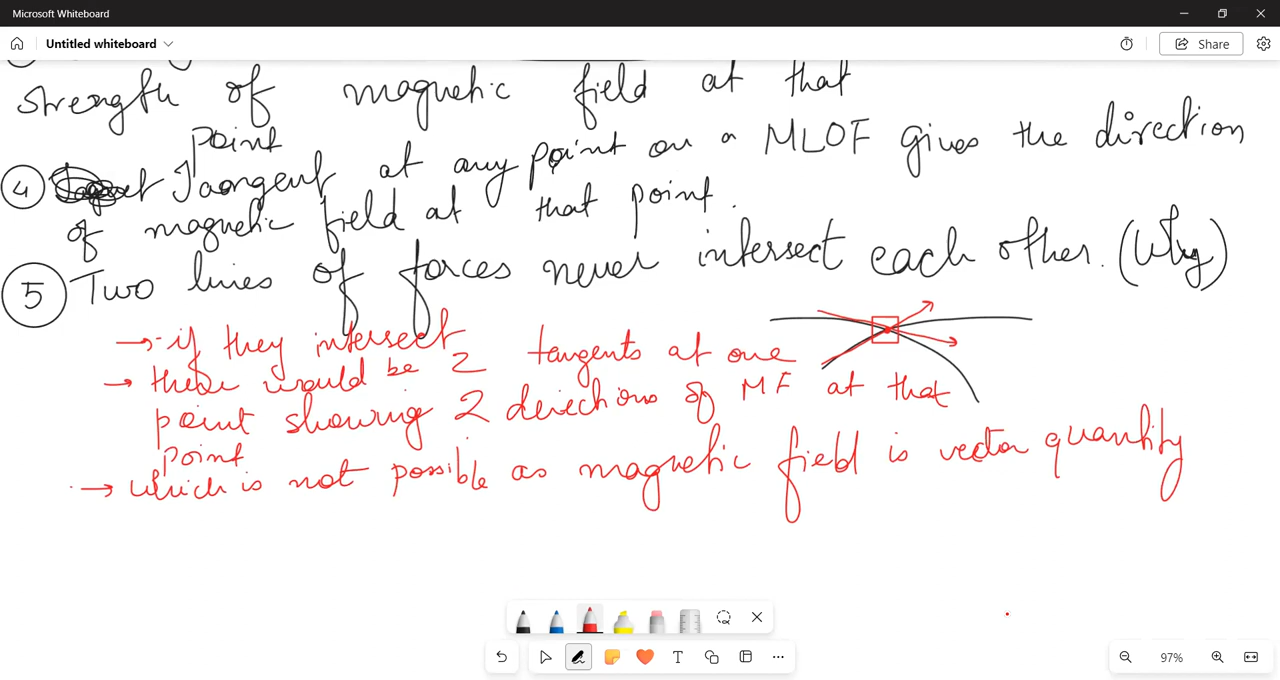 Microsoft Whiteboard
Untitled whiteboard
Share
strength of magnetic field at that
point
4 Tangent at any point on a MLOF gives the direction
of magnetic field at that point.
5 Two lines of forces never intersect each other. (Why)
→ if they intersect
→ there would be 2 tangents at one
point showing 2 directions of MF at that
point
→ which is not possible as magnetic field is vector quantity
97%